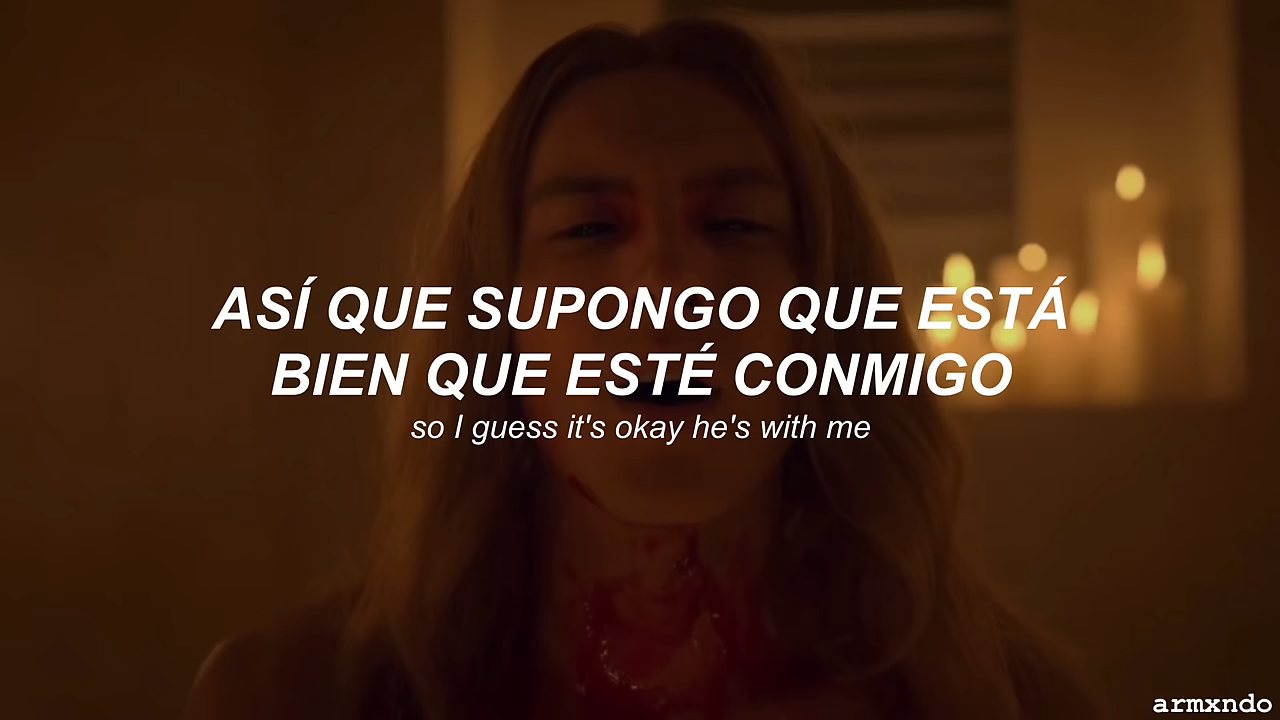 ASÍ QUE SUPONGO QUE ESTÁ
BIEN QUE ESTÉ CONMIGO
so I guess it's okay he's with me
armxndo